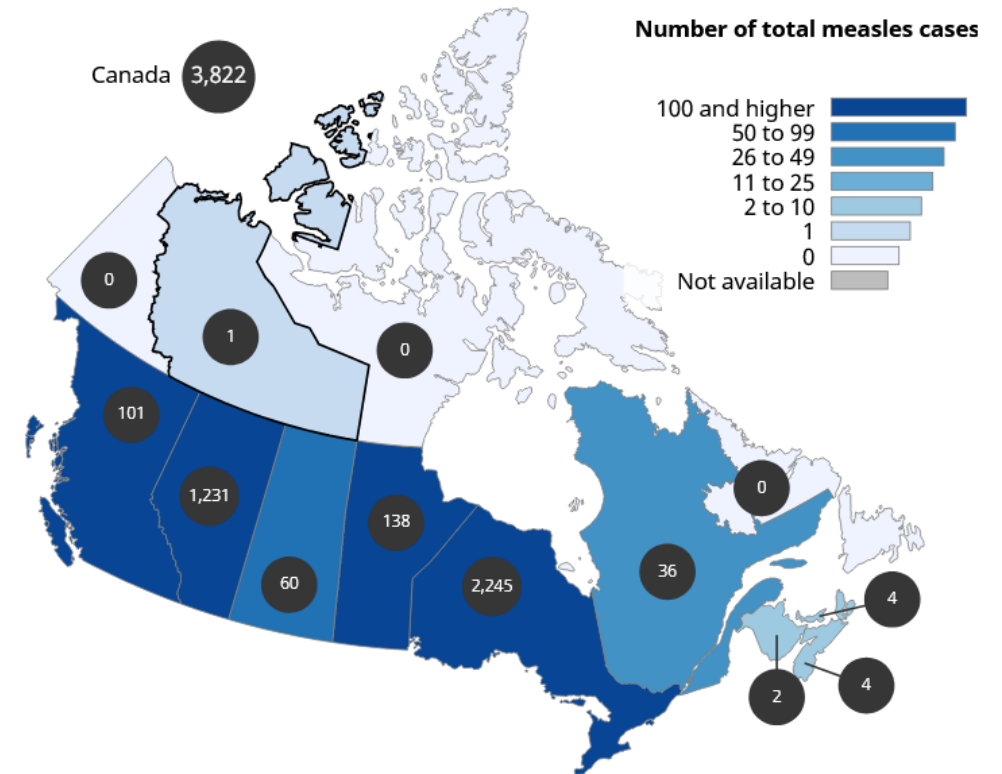 Number of total measles cases
Canada 3,822
100 and higher
50 to 99
26 to 49
11 to 25
2 to 10
1
0
Not available
0
1
0
101
1,231
60
138
2,245
36
0
4
4
2